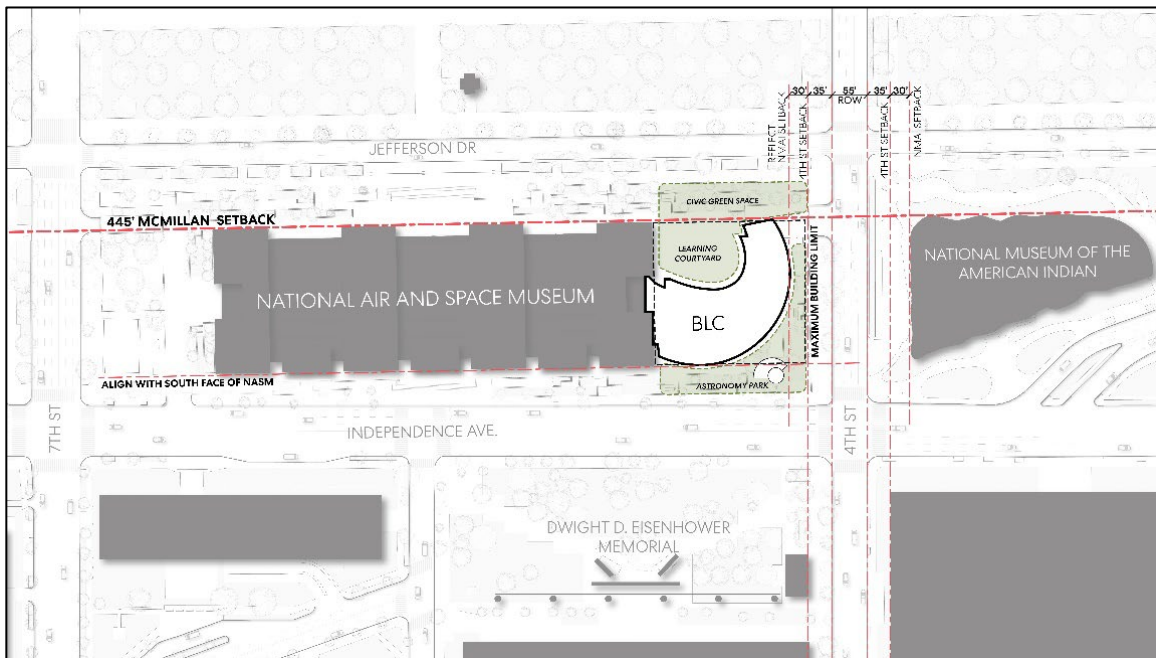 30' 35' 55' 35' 30'
ROW
REFLECT
NMAI SETBACK
4TH ST SETBACK
4TH ST SETBACK
NMAI SETBACK
JEFFERSON DR
CIVIC GREEN SPACE
445' MCMILLAN SETBACK
LEARNING
COURTYARD
MAXIMUM BUILDING LIMIT
NATIONAL MUSEUM OF THE
AMERICAN INDIAN
NATIONAL AIR AND SPACE MUSEUM
BLC
ALIGN WITH SOUTH FACE OF NASM
ASTRONOMY PARK
7TH ST
INDEPENDENCE AVE.
4TH ST
DWIGHT D. EISENHOWER
MEMORIAL